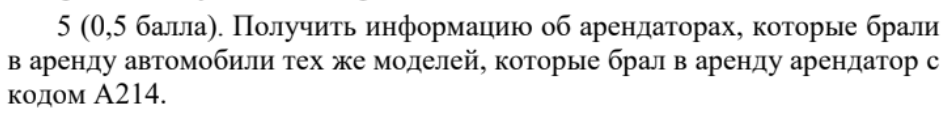 5 (0,5 балла). Получить информацию об арендаторах, которые брали
в аренду автомобили тех же моделей, которые брал в аренду арендатор с
кодом А214.